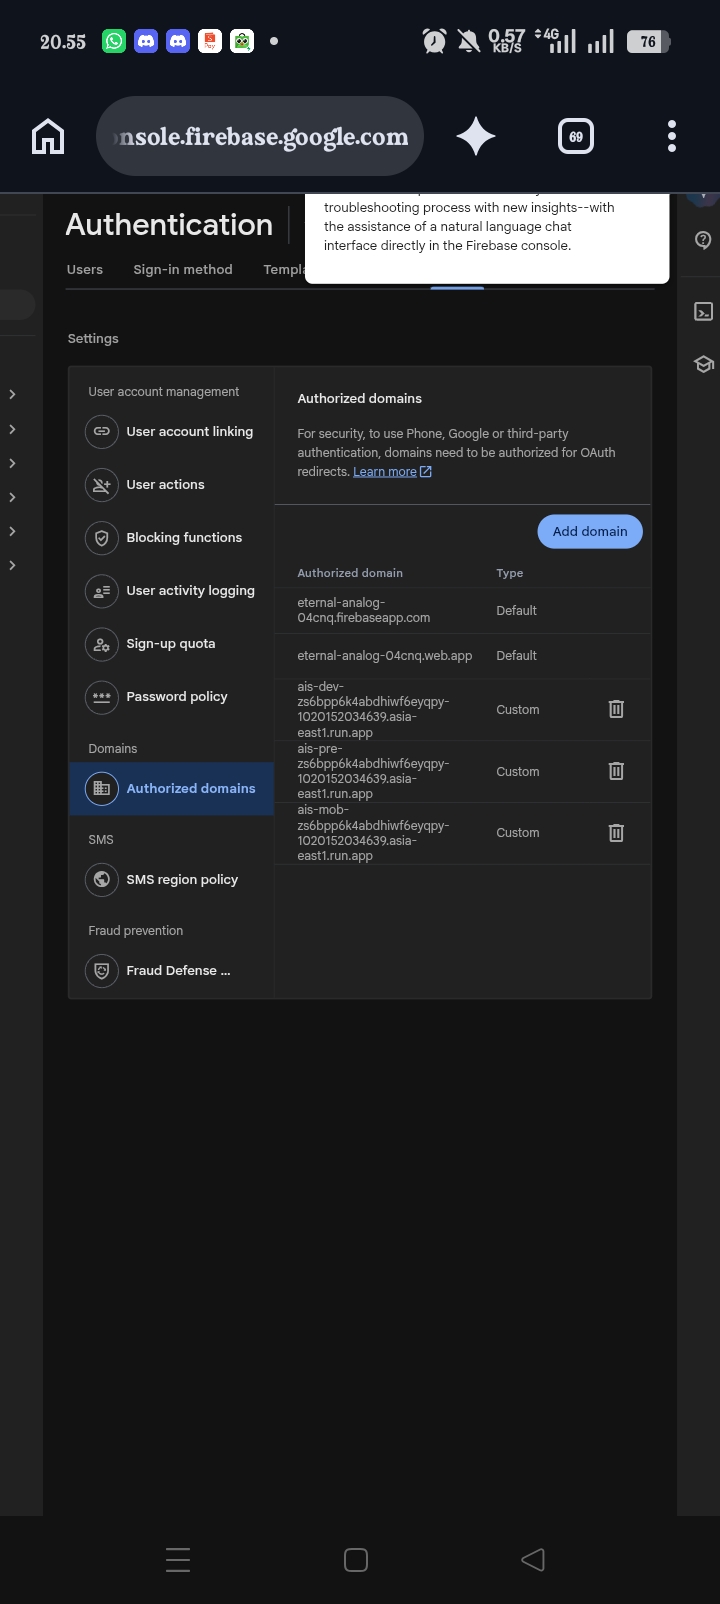 20.55
0.57
KB/S
4G
76
nsole.firebase.google.com
69
troubleshooting process with new insights--with
the assistance of a natural language chat
interface directly in the Firebase console.
Authentication
Users
Sign-in method
Templa
Settings
User account management
User account linking
User actions
Blocking functions
User activity logging
Sign-up quota
Password policy
Domains
Authorized domains
SMS
SMS region policy
Fraud prevention
Fraud Defense ...
Authorized domains
For security, to use Phone, Google or third-party
authentication, domains need to be authorized for OAuth
redirects. Learn more
Add domain
Authorized domain
Type
eternal-analog-
04cnq.firebaseapp.com
Default
eternal-analog-04cnq.web.app
Default
ais-dev-
zs6bpp6k4abdhiwf6eyqpy-
1020152034639.asia-
east1.run.app
Custom
ais-pre-
zs6bpp6k4abdhiwf6eyqpy-
1020152034639.asia-
east1.run.app
Custom
ais-mob-
zs6bpp6k4abdhiwf6eyqpy-
1020152034639.asia-
east1.run.app
Custom